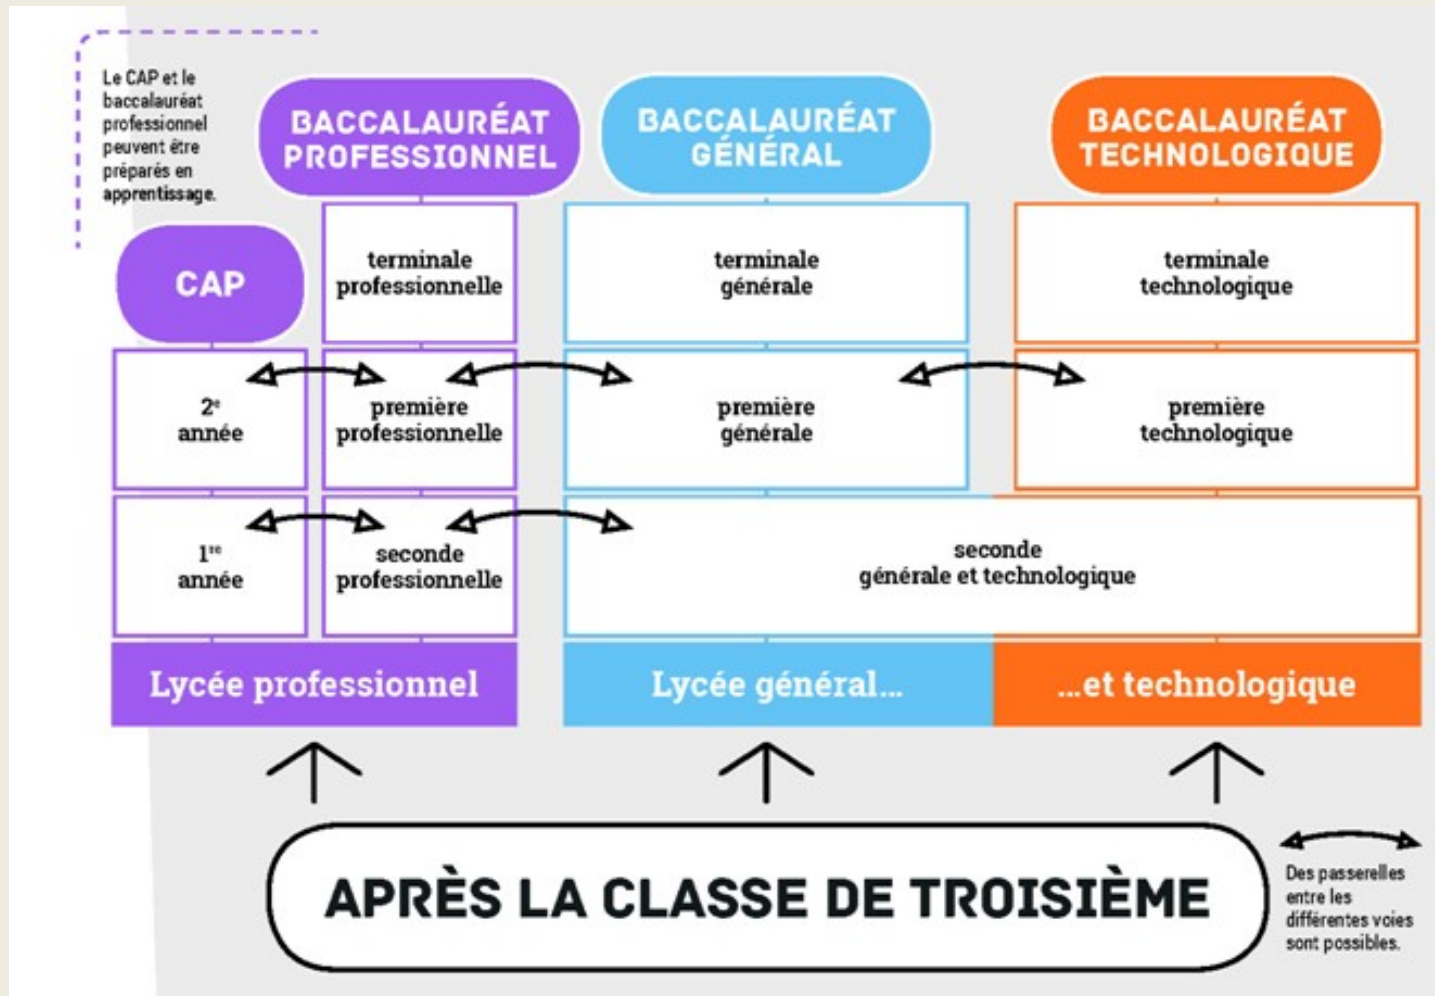 Le CAP et le
baccalauréat
professionnel
peuvent être
préparés en
apprentissage.
BACCALAURÉAT
PROFESSIONNEL
BACCALAURÉAT
GÉNÉRAL
BACCALAURÉAT
TECHNOLOGIQUE
CAP
terminale
professionnelle
terminale
générale
terminale
technologique
2e
année
première
professionnelle
première
générale
première
technologique
1re
année
seconde
professionnelle
seconde
générale et technologique
Lycée professionnel
Lycée général...
...et technologique
APRÈS LA CLASSE DE TROISIÈME
Des passerelles
entre les
différentes voies
sont possibles.